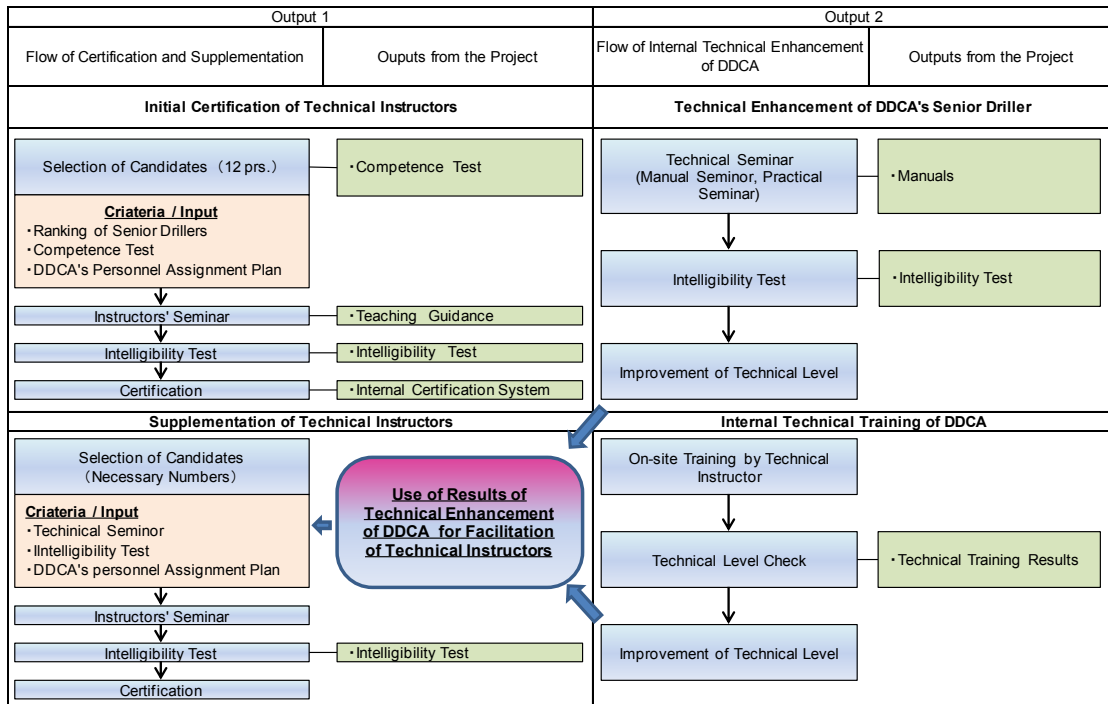 Output 1
Output 2
Flow of Certification and Supplementation
Ouputs from the Project
Flow of Internal Technical Enhancement
of DDCA
Outputs from the Project
Initial Certification of Technical Instructors
Technical Enhancement of DDCA's Senior Driller
Selection of Candidates（12 prs.）
・Competence Test
Criateria / Input
・Ranking of Senior Drillers
・Competence Test
・DDCA's Personnel Assignment Plan
Instructors' Seminar
・Teaching Guidance
Intelligibility Test
・Intelligibility Test
Certification
・Internal Certification System
Technical Seminar
(Manual Seminor, Practical
Seminar)
・Manuals
Intelligibility Test
・Intelligibility Test
Improvement of Technical Level
Supplementation of Technical Instructors
Internal Technical Training of DDCA
Selection of Candidates
（Necessary Numbers）
Criateria / Input
・Techinical Seminor
・IIntelligibility Test
・DDCA's personnel Assignment Plan
Instructors' Seminar
Intelligibility Test
・Intelligibility Test
Certification
Use of Results of
Technical Enhancement
of DDCA for Facilitation
of Technical Instructors
On-site Training by Technical
Instructor
Technical Level Check
・Technical Training Results
Improvement of Technical Level